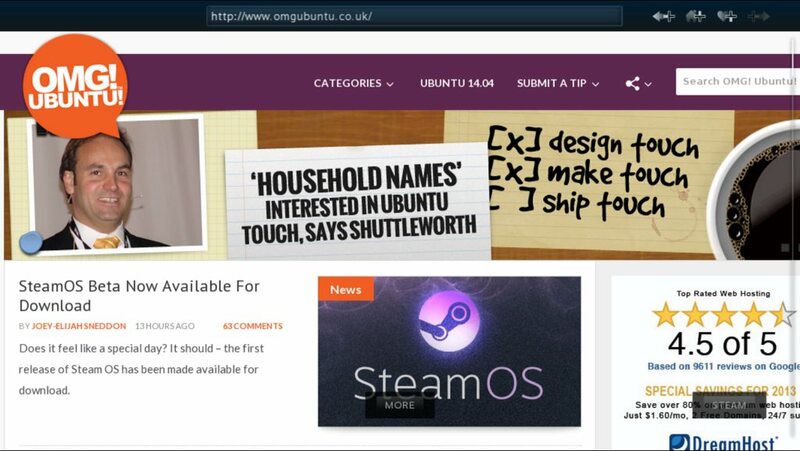 http://www.omgubuntu.co.uk/
OMG!
UBUNTU!
CATEGORIES
UBUNTU 14.04
SUBMIT A TIP
Search OMG! Ubuntu!
'HOUSEHOLD NAMES'
INTERESTED IN UBUNTU
TOUCH, SAYS SHUTTLEWORTH
[x] design touch
[x] make touch
[ ] ship touch
SteamOS Beta Now Available For
Download
BY JOEY-ELIJAH SNEDDON 13 HOURS AGO 63 COMMENTS
Does it feel like a special day? It should – the first
release of Steam OS has been made available for
download.
News
SteamOS
MORE
Top Rated Web Hosting
4.5 of 5
Based on 9611 reviews on Google
SPECIAL SAVINGS FOR 2013
Save over 80% on web hosti
Just $1.60/mo, 2 Free Domains, 24/7 su
STEAM
DreamHost